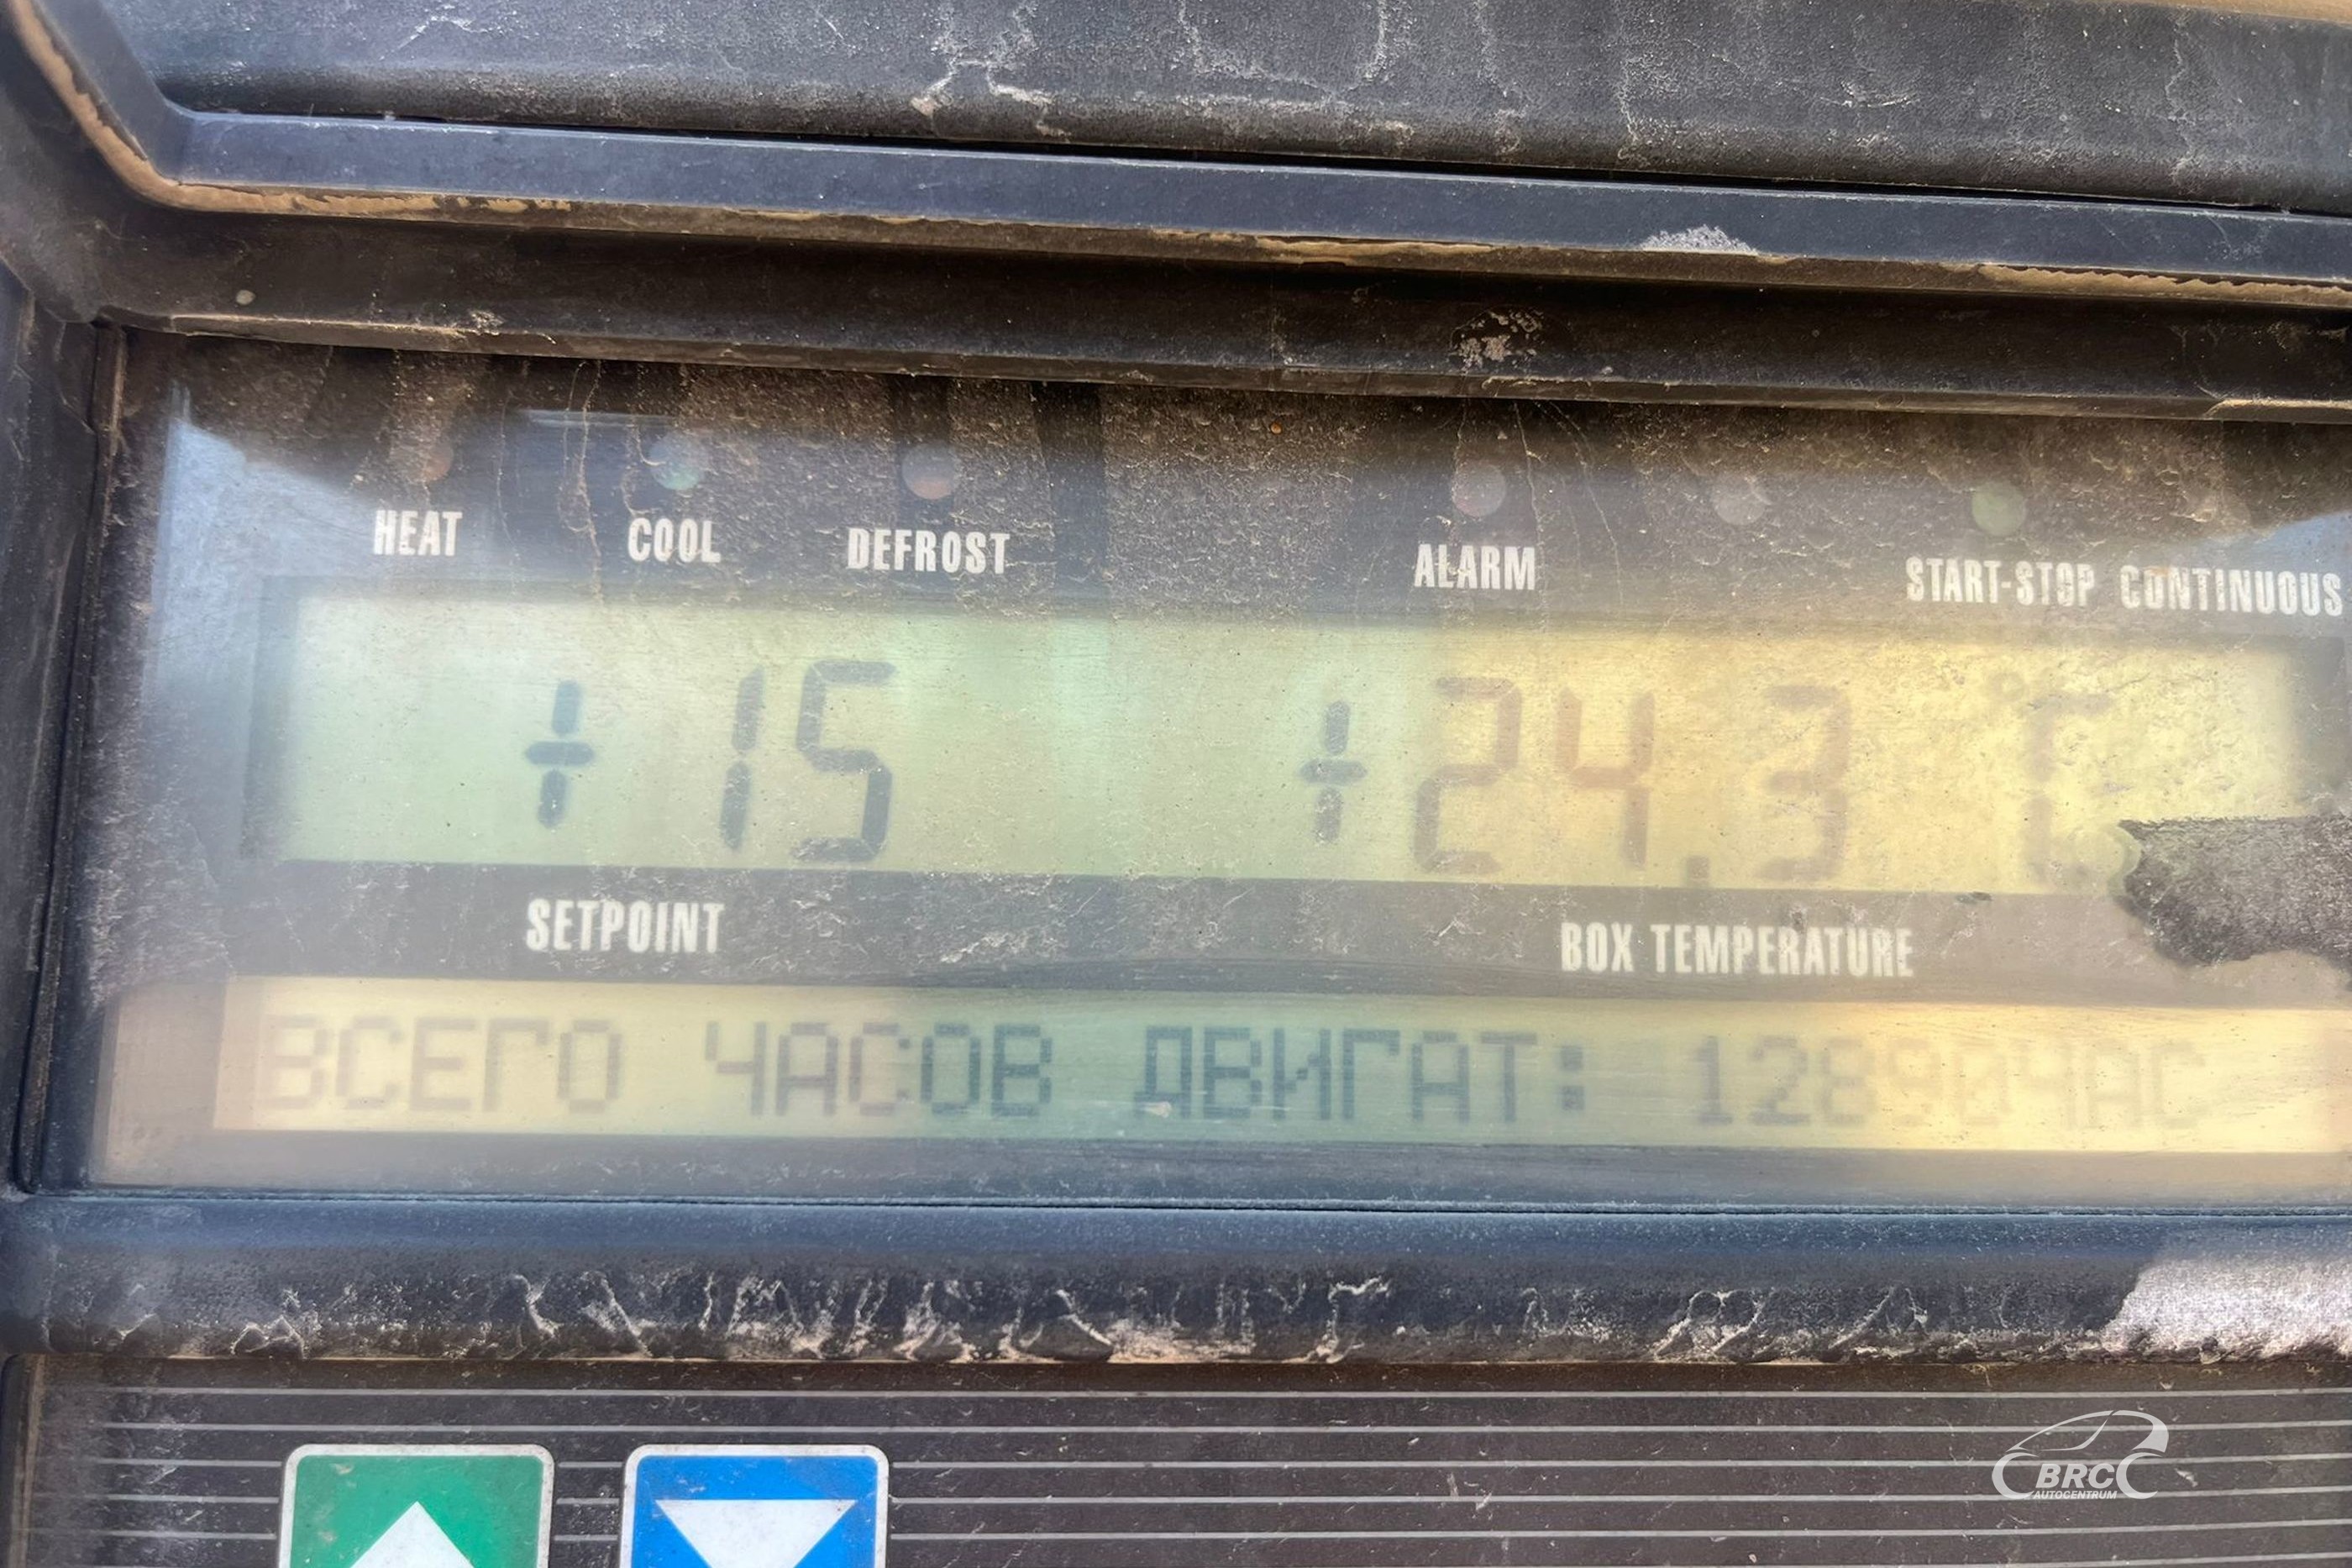 HEAT COOL DEFROST ALARM START-STOP CONTINUOUS
+ 15 +24.3 °C
SETPOINT BOX TEMPERATURE
ВСЕГО ЧАСОВ ДВИГАТ: 12890ЧАС
BRC
AUTOCENTRUM